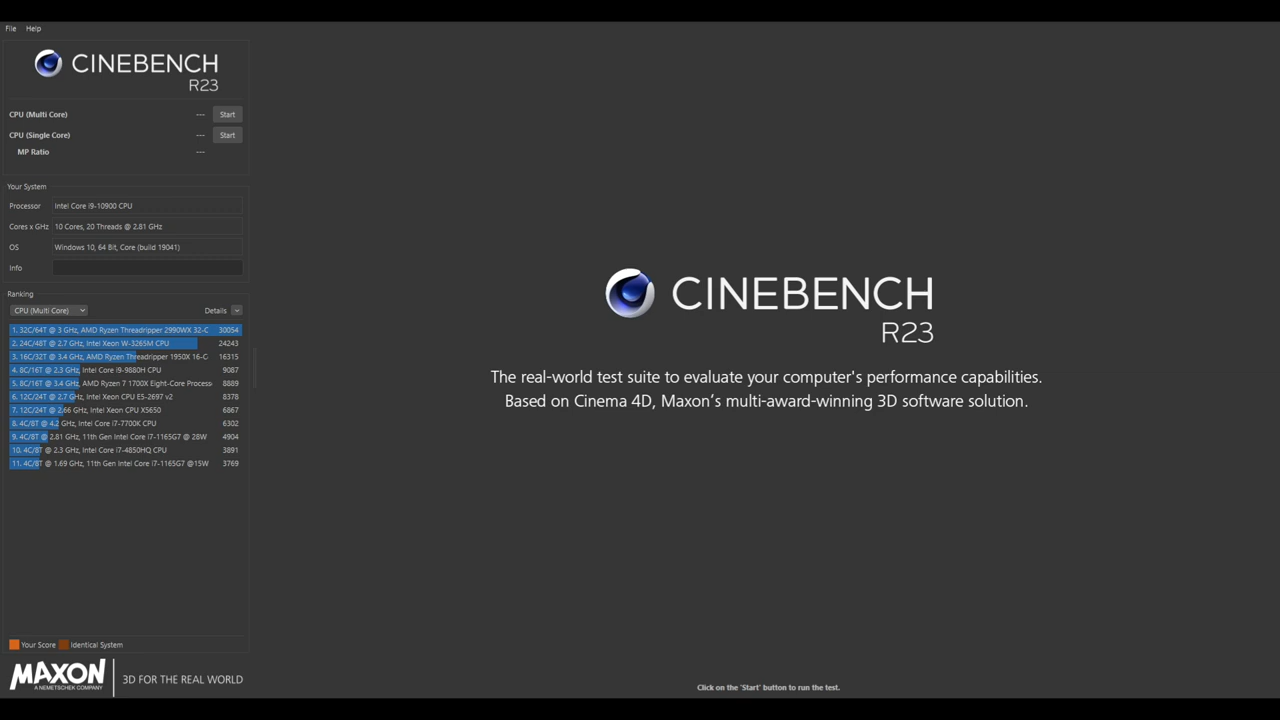 File Help
CINEBENCH
R23
CPU (Multi Core) --- Start
CPU (Single Core) --- Start
MP Ratio ---
Your System
Processor Intel Core i9-10900 CPU
Cores x GHz 10 Cores, 20 Threads @ 2.81 GHz
OS Windows 10, 64 Bit, Core (build 19041)
Info
Ranking
CPU (Multi Core) Details
1. 32C/64T @ 3 GHz, AMD Ryzen Threadripper 2990WX 32-C 30054
2. 24C/48T @ 2.7 GHz, Intel Xeon W-3265M CPU 24243
3. 16C/32T @ 3.4 GHz, AMD Ryzen Threadripper 1950X 16-C 16315
4. 8C/16T @ 2.3 GHz, Intel Core i9-9880H CPU 9087
5. 8C/16T @ 3.4 GHz, AMD Ryzen 7 1700X Eight-Core Process 8889
6. 12C/24T @ 2.7 GHz, Intel Xeon CPU E5-2697 v2 8378
7. 12C/24T @ 2.66 GHz, Intel Xeon CPU X5650 6867
8. 4C/8T @ 4.2 GHz, Intel Core i7-7700K CPU 6302
9. 4C/8T @ 2.81 GHz, 11th Gen Intel Core i7-1165G7 @ 28W 4904
10. 4C/8T @ 2.3 GHz, Intel Core i7-4850HQ CPU 3891
11. 4C/8T @ 1.69 GHz, 11th Gen Intel Core i7-1165G7 @15W 3769
Your Score Identical System
MAXON
A NEMETSCHEK COMPANY
3D FOR THE REAL WORLD
CINEBENCH
R23
The real-world test suite to evaluate your computer's performance capabilities.
Based on Cinema 4D, Maxon's multi-award-winning 3D software solution.
Click on the 'Start' button to run the test.